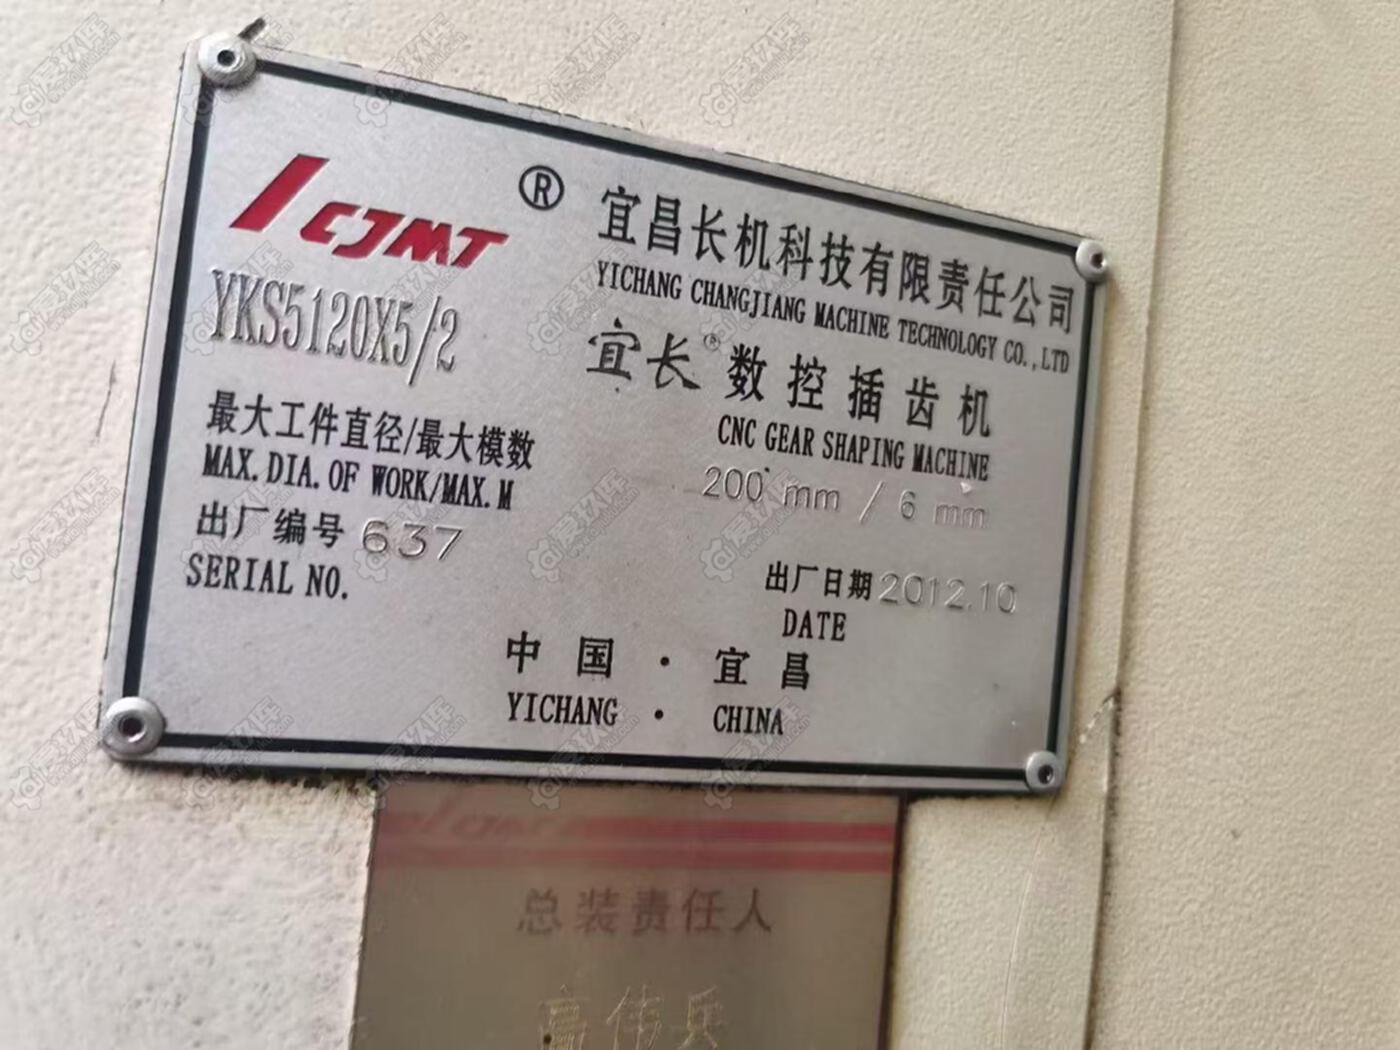 CJMT ® 宜昌长机科技有限责任公司
YICHANG CHANGJIANG MACHINE TECHNOLOGY CO.,LTD
YKS5120X5/2
宜长® 数控插齿机
CNC GEAR SHAPING MACHINE
最大工件直径/最大模数
MAX.DIA.OF WORK/MAX.M
200 mm / 6 mm
出厂编号 637
SERIAL NO.
出厂日期 2012.10
DATE
中国 · 宜昌
YICHANG · CHINA
总装责任人
高伟兵